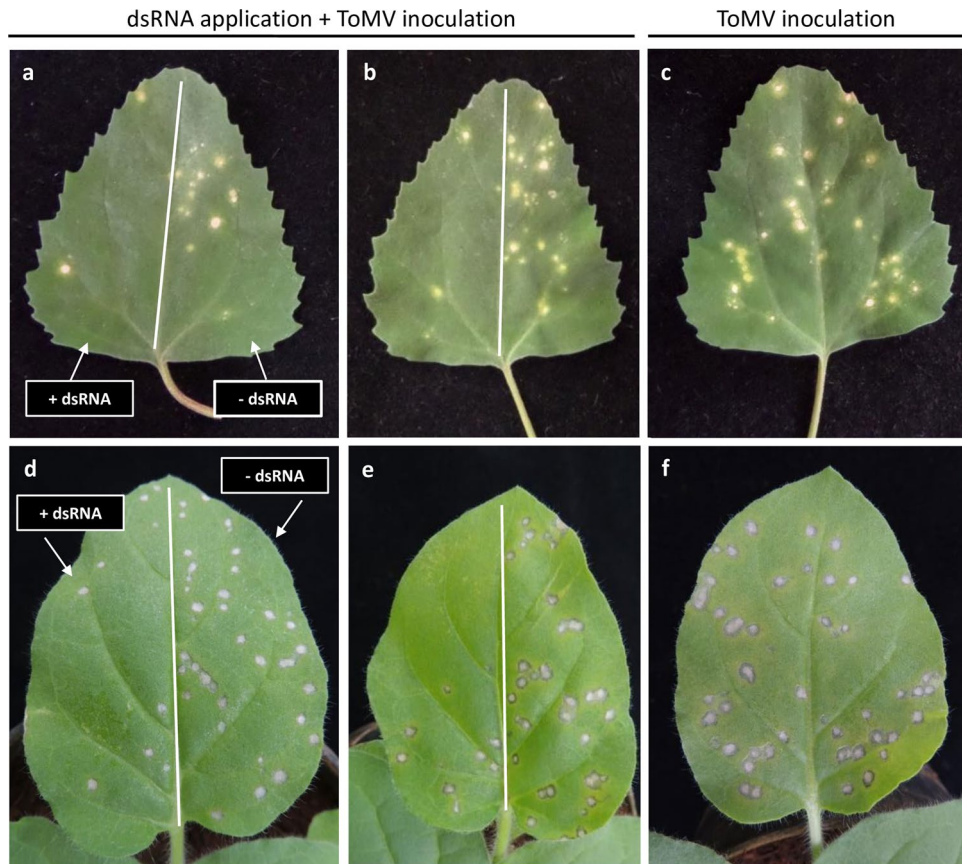 dsRNA application + ToMV inoculation
ToMV inoculation
a
b
c
+ dsRNA
- dsRNA
d
- dsRNA
+ dsRNA
e
f